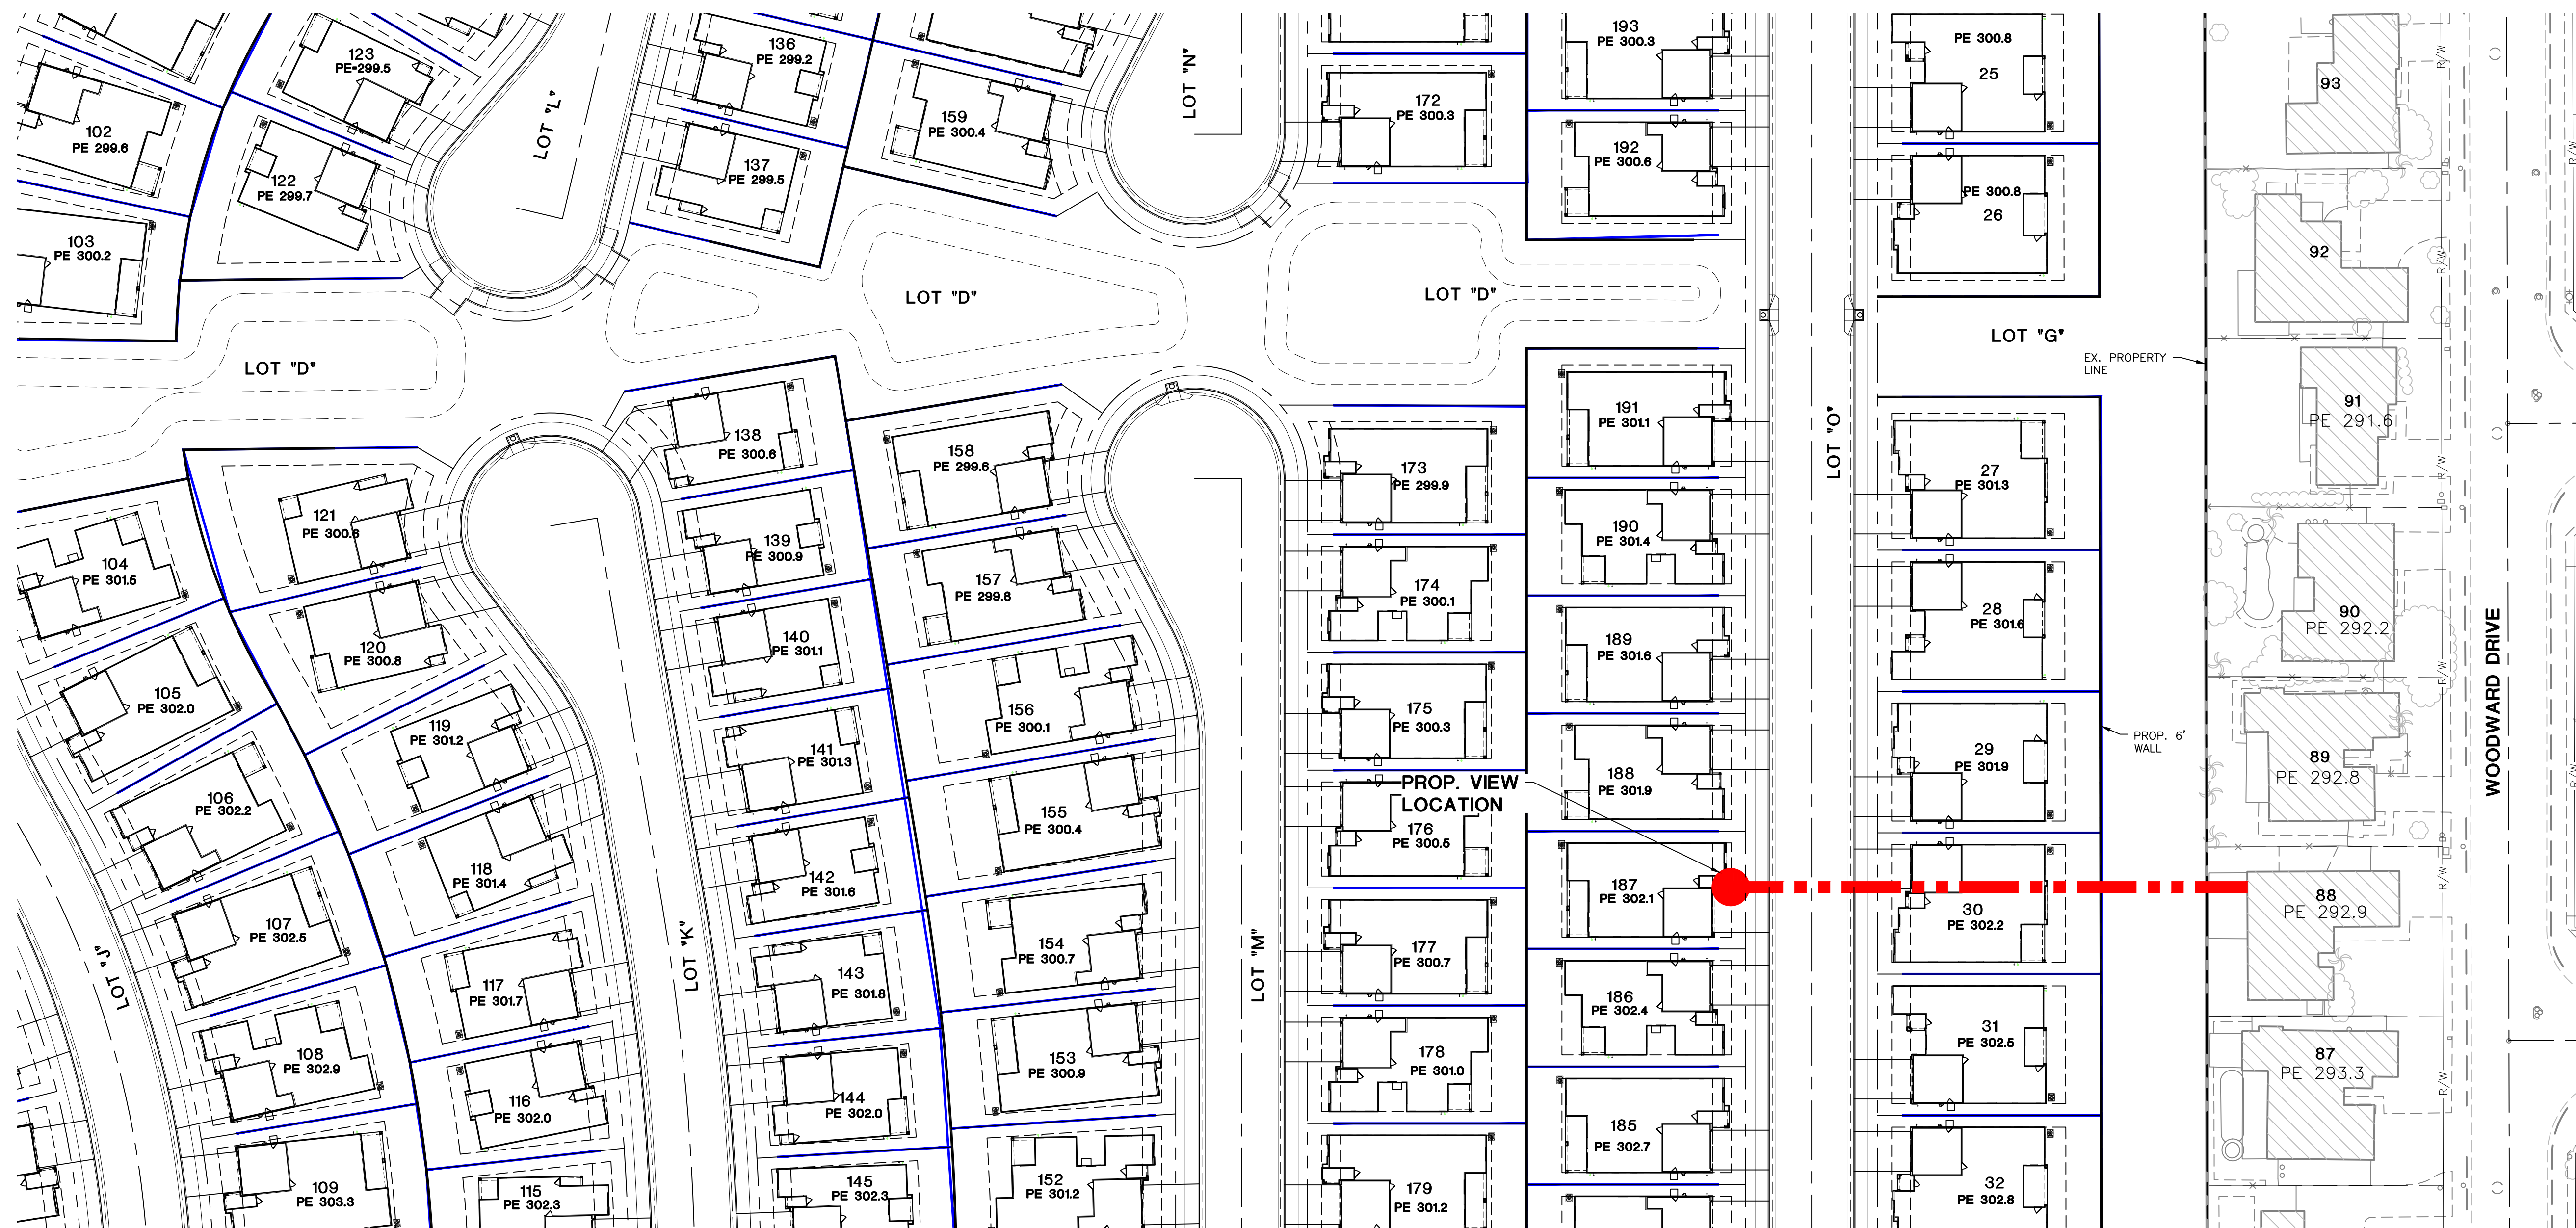 123
PE 299.5
102
PE 299.6
122
PE 299.7
103
PE 300.2
LOT "L"
136
PE 299.2
137
PE 299.5
159
PE 300.4
LOT "N"
172
PE 300.3
193
PE 300.3
192
PE 300.6
PE 300.8
25
PE 300.8
26
93
92
R/W
R/W
R/W
LOT "D"
LOT "D"
LOT "D"
LOT "G"
EX. PROPERTY
LINE
91
PE 291.6
R/W
LOT "O"
138
PE 300.6
158
PE 299.6
173
PE 299.9
191
PE 301.1
27
PE 301.3
121
PE 300.6
139
PE 300.9
157
PE 299.8
174
PE 300.1
190
PE 301.4
28
PE 301.6
90
PE 292.2
104
PE 301.5
120
PE 300.8
140
PE 301.1
156
PE 300.1
175
PE 300.3
189
PE 301.6
29
PE 301.9
PROP. 6'
WALL
89
PE 292.8
R/W
R/W
WOODWARD DRIVE
105
PE 302.0
119
PE 301.2
141
PE 301.3
155
PE 300.4
PROP. VIEW
LOCATION
176
PE 300.5
188
PE 301.9
106
PE 302.2
118
PE 301.4
142
PE 301.6
154
PE 300.7
177
PE 300.7
187
PE 302.1
30
PE 302.2
88
PE 292.9
R/W
107
PE 302.5
117
PE 301.7
143
PE 301.8
LOT "J"
LOT "K"
LOT "M"
153
PE 300.9
178
PE 301.0
186
PE 302.4
31
PE 302.5
87
PE 293.3
R/W
108
PE 302.9
116
PE 302.0
144
PE 302.0
185
PE 302.7
109
PE 303.3
115
PE 302.3
145
PE 302.3
152
PE 301.2
179
PE 301.2
32
PE 302.8